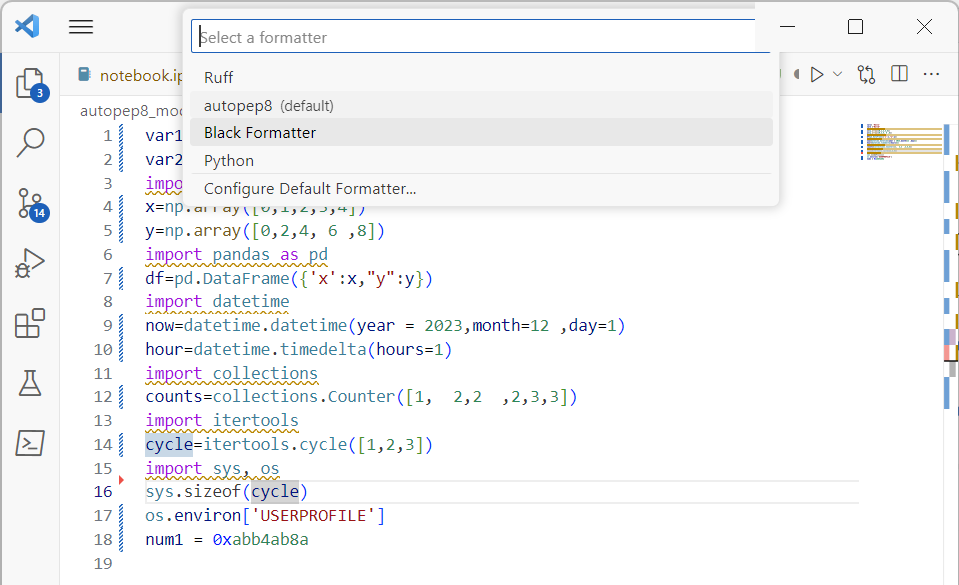 Select a formatter
Ruff
autopep8 (default)
Black Formatter
Python
Configure Default Formatter...
notebook.ip
autopep8_mod
3
14
1 var1
2 var2
3 impo
4 x=np.array([0,1,2,3,4])
5 y=np.array([0,2,4, 6 ,8])
6 import pandas as pd
7 df=pd.DataFrame({'x':x,"y":y})
8 import datetime
9 now=datetime.datetime(year = 2023,month=12 ,day=1)
10 hour=datetime.timedelta(hours=1)
11 import collections
12 counts=collections.Counter([1,  2,2  ,2,3,3])
13 import itertools
14 cycle=itertools.cycle([1,2,3])
15 import sys, os
16 sys.sizeof(cycle)
17 os.environ['USERPROFILE']
18 num1 = 0xabb4ab8a
19